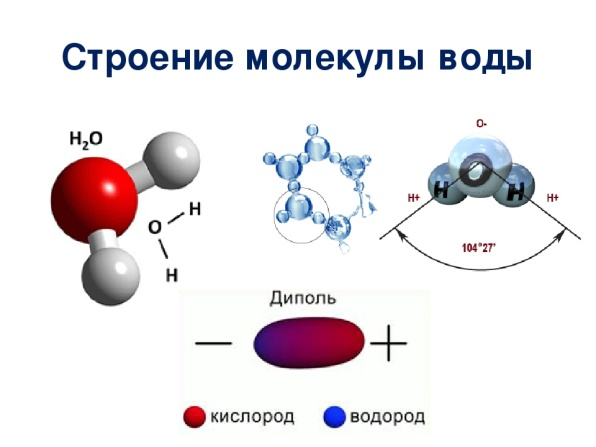 Строение молекулы воды
H₂O
O
H
H
O-
O
H
H
H+
H+
104°27'
Диполь
− +
кислород
водород